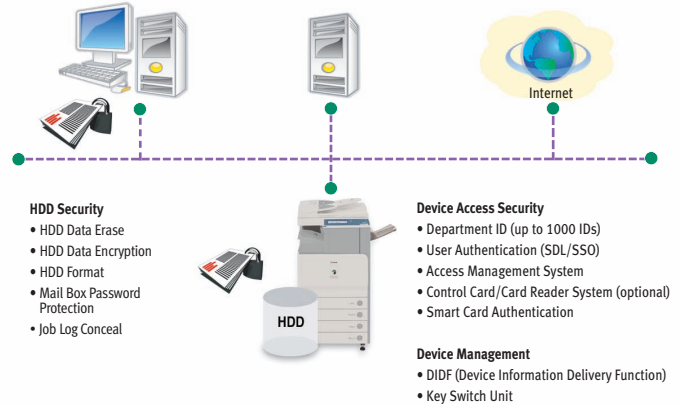 Internet
HDD Security
• HDD Data Erase
• HDD Data Encryption
• HDD Format
• Mail Box Password
Protection
• Job Log Conceal
HDD
Device Access Security
• Department ID (up to 1000 IDs)
• User Authentication (SDL/SSO)
• Access Management System
• Control Card/Card Reader System (optional)
• Smart Card Authentication
Device Management
• DIDF (Device Information Delivery Function)
• Key Switch Unit